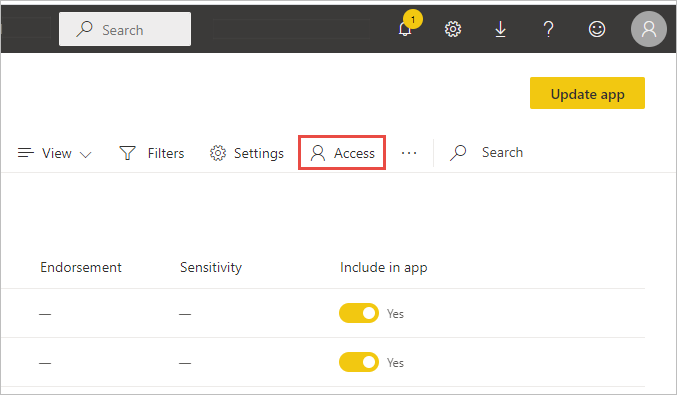 Search 1 ?
Update app
View Filters Settings Access ... Search
Endorsement Sensitivity Include in app
— — Yes
— — Yes